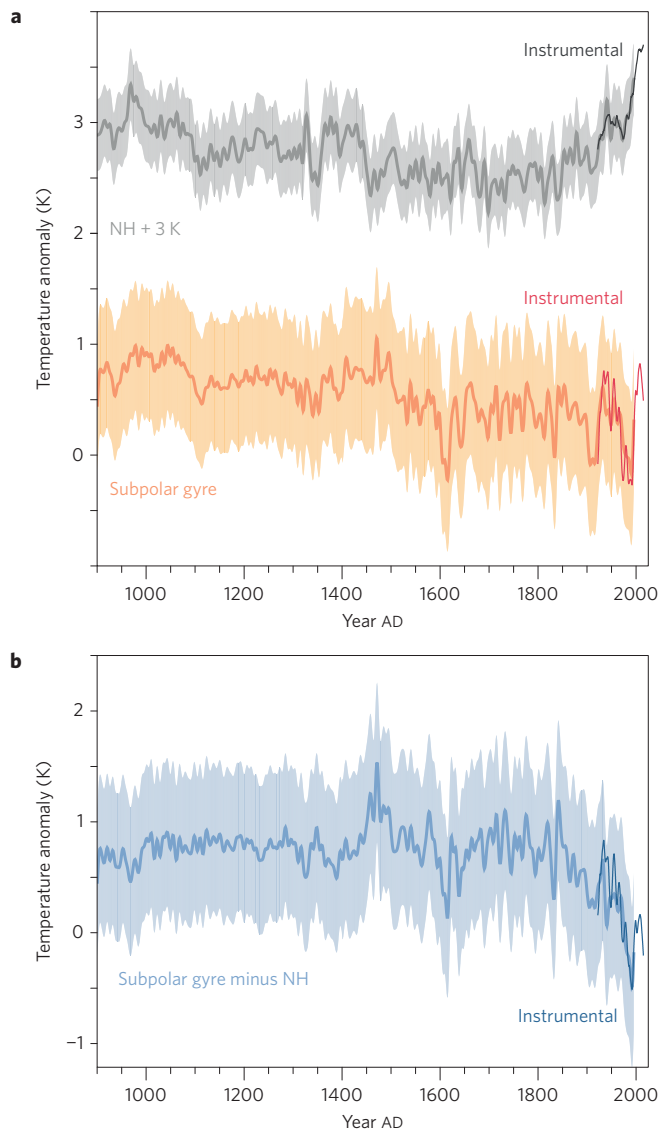 a
Instrumental
3
NH + 3 K
2
Temperature anomaly (K)
Instrumental
1
0
Subpolar gyre
1000 1200 1400 1600 1800 2000
Year AD
b
2
1
Temperature anomaly (K)
0
Subpolar gyre minus NH
Instrumental
−1
1000 1200 1400 1600 1800 2000
Year AD